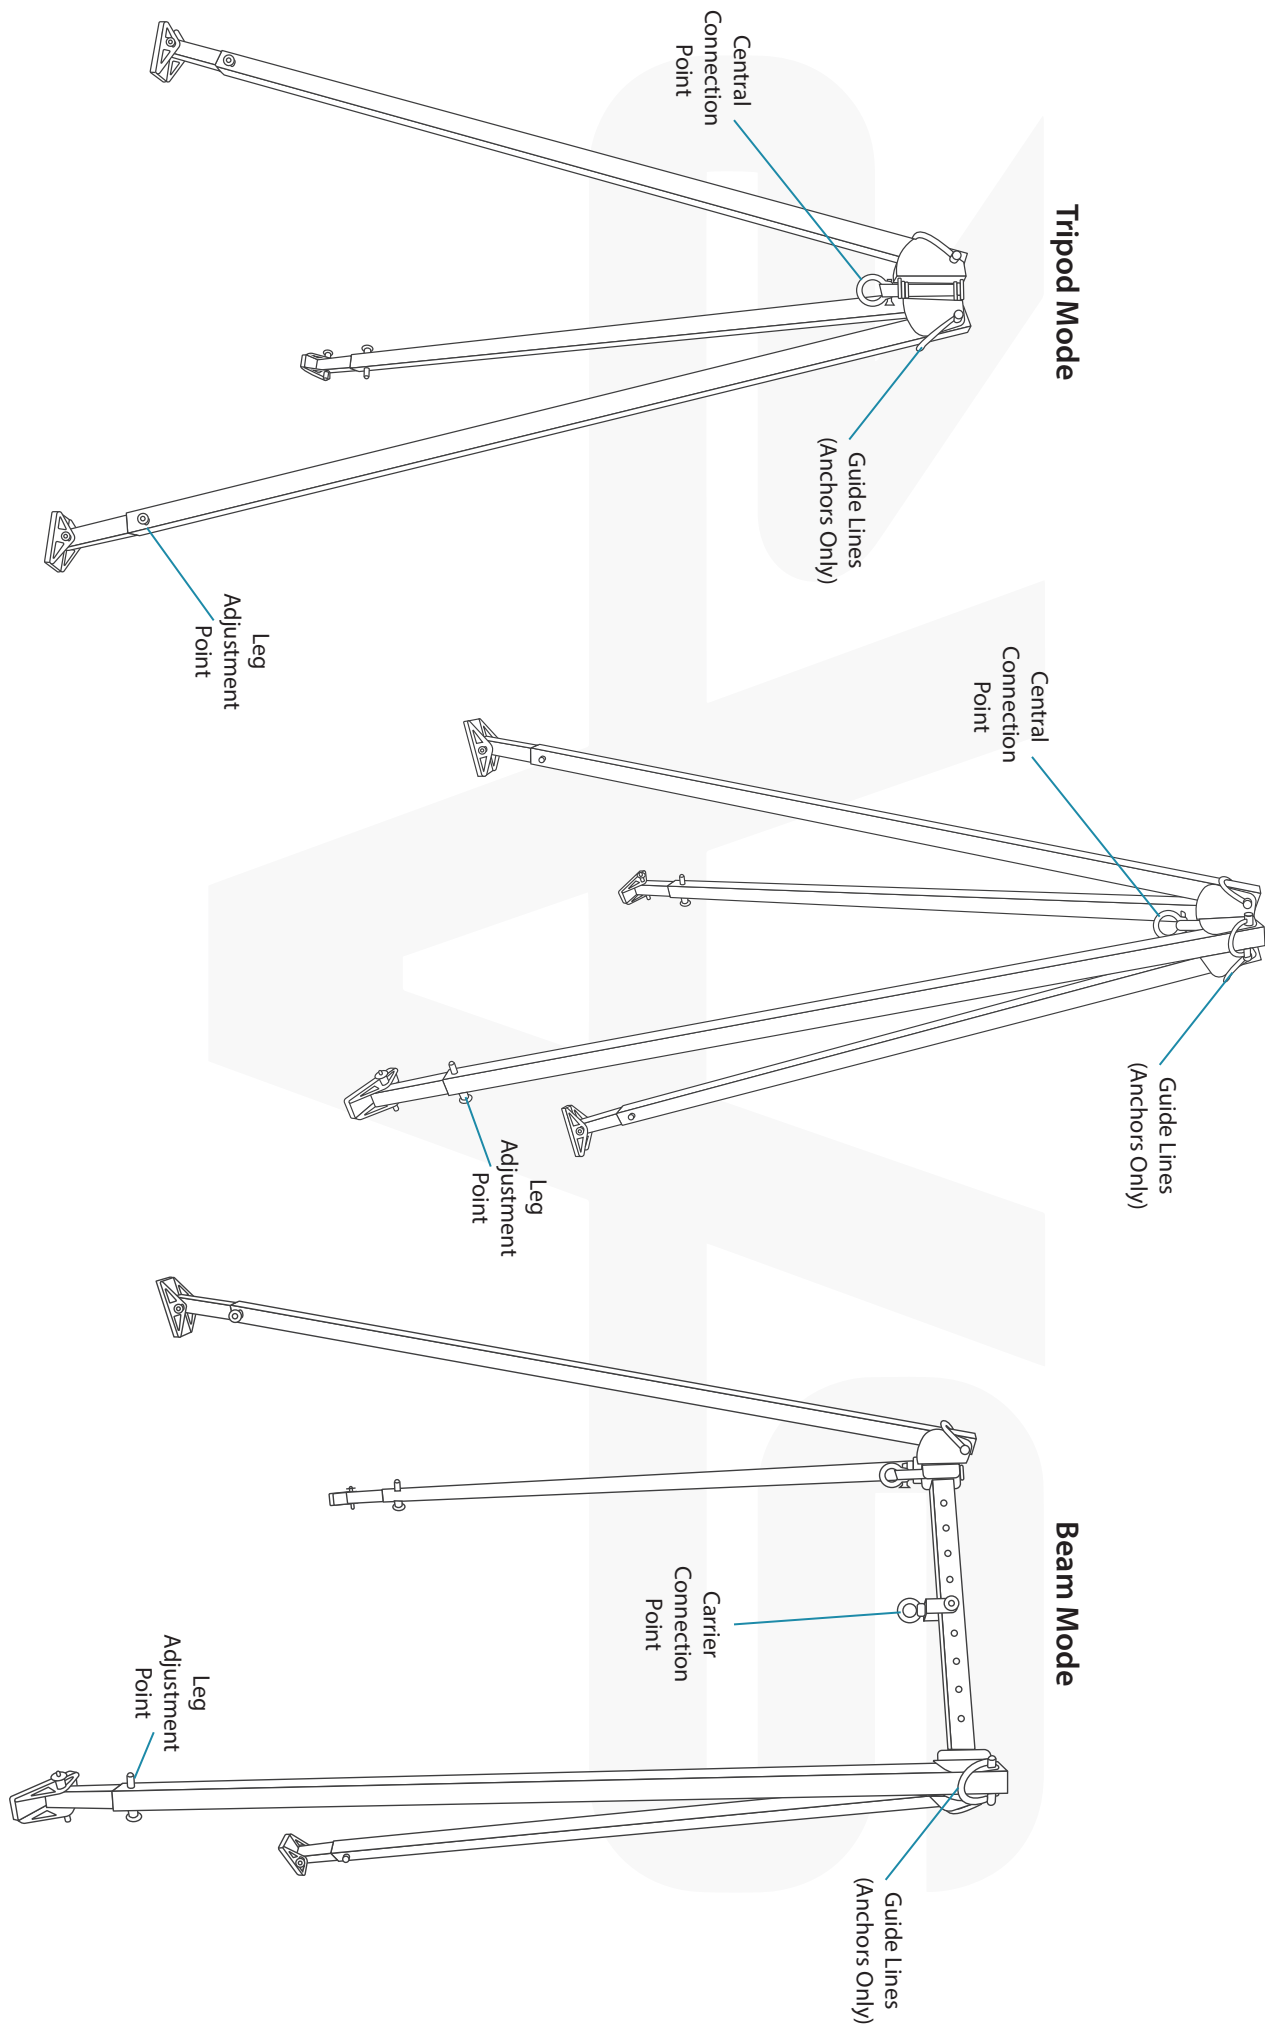 Tripod Mode
Central
Connection
Point
Guide Lines
(Anchors Only)
Leg
Adjustment
Point
Central
Connection
Point
Guide Lines
(Anchors Only)
Leg
Adjustment
Point
Beam Mode
Carrier
Connection
Point
Leg
Adjustment
Point
Guide Lines
(Anchors Only)